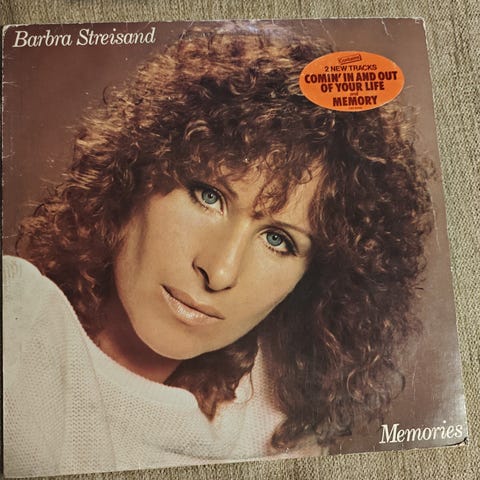 Barbra Streisand
2 NEW TRACKS
COMIN' IN AND OUT
OF YOUR LIFE
and
MEMORY
Memories